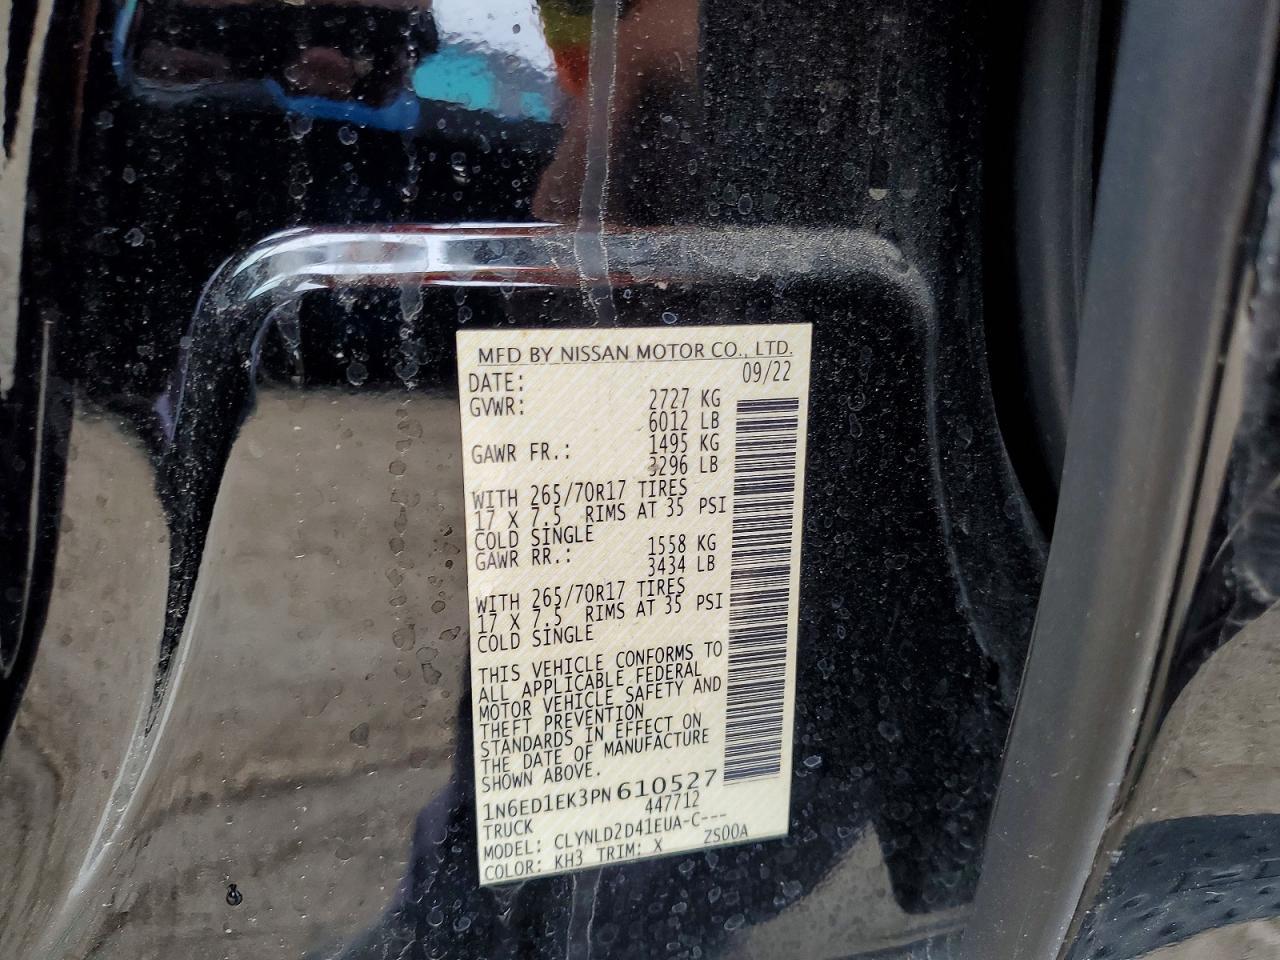 MFD BY NISSAN MOTOR CO., LTD.
DATE: 09/22
GVWR: 2727 KG
6012 LB
GAWR FR.: 1495 KG
3296 LB
WITH 265/70R17 TIRES
17 X 7.5 RIMS AT 35 PSI
COLD SINGLE
GAWR RR.: 1558 KG
3434 LB
WITH 265/70R17 TIRES
17 X 7.5 RIMS AT 35 PSI
COLD SINGLE
THIS VEHICLE CONFORMS TO
ALL APPLICABLE FEDERAL
MOTOR VEHICLE SAFETY AND
THEFT PREVENTION
STANDARDS IN EFFECT ON
THE DATE OF MANUFACTURE
SHOWN ABOVE.
1N6ED1EK3PN610527
TRUCK 447712
MODEL: CLYNLD2D41EUA-C---
COLOR: KH3 TRIM: X ZS00A